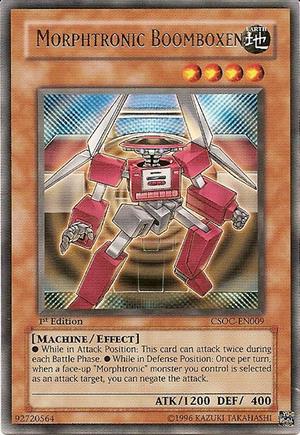 MORPHTRONIC BOOMBOXEN
EARTH
地
1st Edition
CSOC-EN009
[MACHINE / EFFECT]
● While in Attack Position: This card can attack twice
during each Battle Phase. ● While in Defense Position: Once per turn,
when a face-up "Morphtronic" monster you control is selected
as an attack target, you can negate the attack.
ATK/1200 DEF/ 400
92720564
©1996 KAZUKI TAKAHASHI